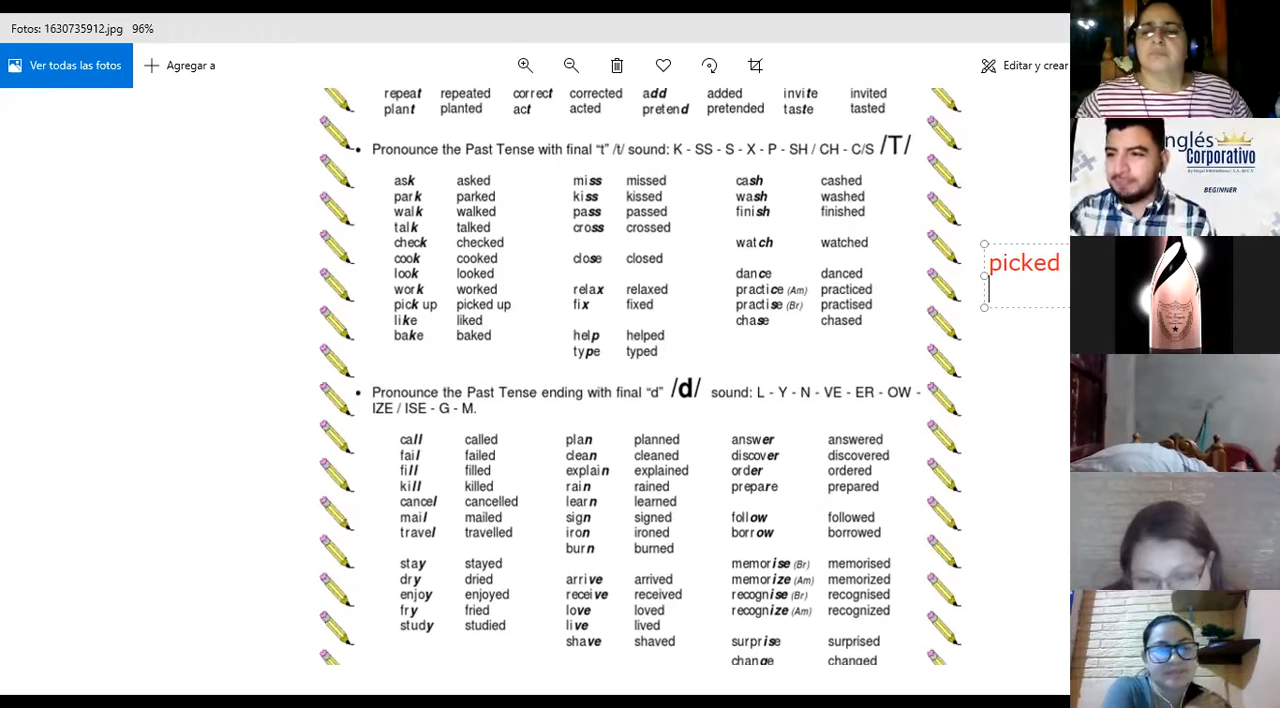 Fotos: 1630735912.jpg 96%
Ver todas las fotos
Agregar a
Editar y crear
repeat repeated correct corrected add added invite invited
plant planted act acted pretend pretended taste tasted
• Pronounce the Past Tense with final “t” /t/ sound: K - SS - S - X - P - SH / CH - C/S /T/
ask asked miss missed cash cashed
park parked kiss kissed wash washed
walk walked pass passed finish finished
talk talked cross crossed
check checked watch watched
cook cooked close closed
look looked dance danced
work worked relax relaxed practice (Am) practiced
pick up picked up fix fixed practise (Br) practised
like liked chase chased
bake baked help helped
type typed
picked
• Pronounce the Past Tense ending with final “d” /d/ sound: L - Y - N - VE - ER - OW -
IZE / ISE - G - M.
call called plan planned answer answered
fail failed clean cleaned discover discovered
fill filled explain explained order ordered
kill killed rain rained prepare prepared
cancel cancelled learn learned
mail mailed sign signed follow followed
travel travelled iron ironed borrow borrowed
burn burned
stay stayed memorise (Br) memorised
dry dried arrive arrived memorize (Am) memorized
enjoy enjoyed receive received recognise (Br) recognised
fry fried love loved recognize (Am) recognized
study studied live lived
shave shaved surprise surprised
change changed
nglés
Corporativo
BEGINNER